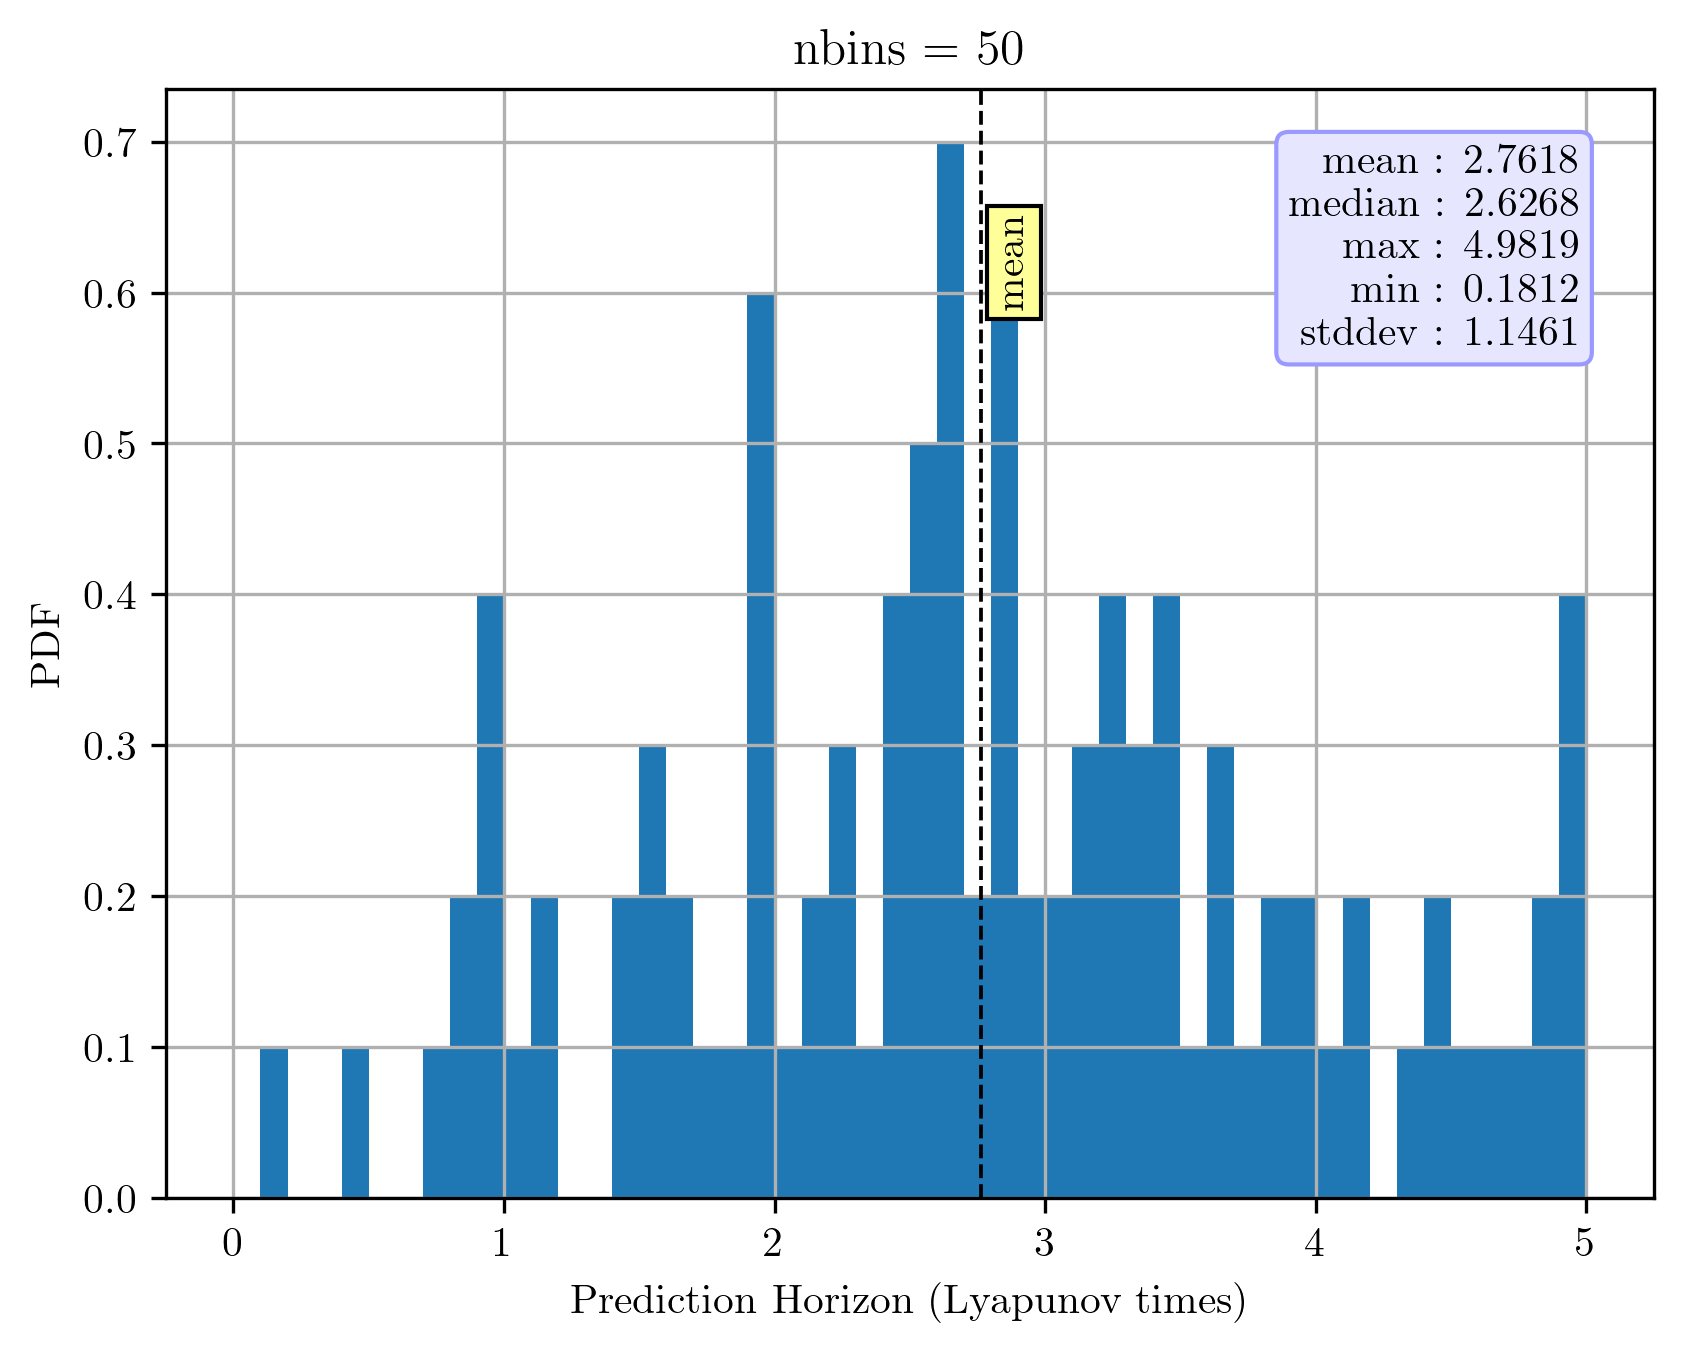 nbins = 50
0.7
0.6
0.5
0.4
0.3
0.2
0.1
0.0
PDF
mean
mean : 2.7618
median : 2.6268
max : 4.9819
min : 0.1812
stddev : 1.1461
0 1 2 3 4 5
Prediction Horizon (Lyapunov times)